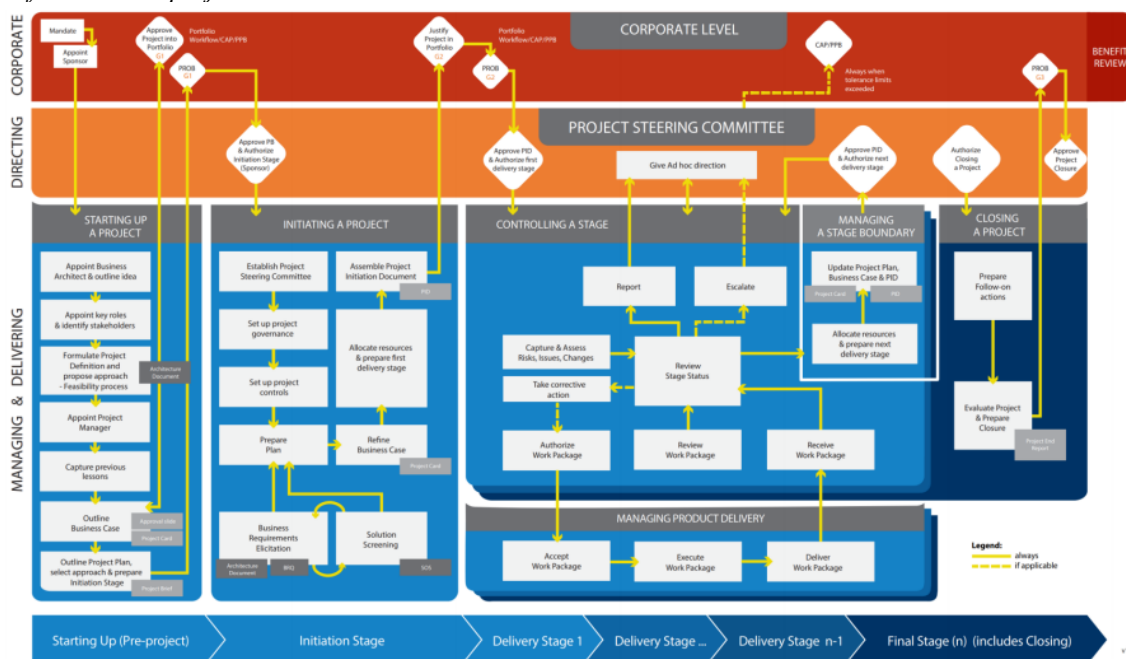 CORPORATE
Mandate
Appoint
Sponsor
Approve
Project into
Portfolio
G1
Portfolio
Workflow/CAP/PPB
PROB
G1
Justify
Project in
Portfolio
G2
Portfolio
Workflow/CAP/PPB
PROB
G2
CORPORATE LEVEL
CAP/PPB
Always when
tolerance limits
exceeded
PROB
G3
BENEFIT
REVIEW
DIRECTING
PROJECT STEERING COMMITTEE
Approve PB
& Authorize
Initiation Stage
(Sponsor)
Approve PID
& Authorize first
delivery stage
Give Ad hoc direction
Approve PID
& Authorize next
delivery stage
Authorize
Closing
a Project
Approve
Project
Closure
MANAGING & DELIVERING
STARTING UP
A PROJECT
Appoint Business
Architect & outline idea
Appoint key roles
& identify stakeholders
Formulate Project
Definition and
propose approach
- Feasibility process
Architecture
Document
Appoint Project
Manager
Capture previous
lessons
Outline
Business Case
Approval slide
Project Card
Outline Project Plan,
select approach & prepare
Initiation Stage
Project Brief
INITIATING A PROJECT
Establish Project
Steering Committee
Assemble Project
Initiation Document
PID
Set up project
governance
Set up project
controls
Allocate resources
& prepare first
delivery stage
Prepare
Plan
Refine
Business Case
Project Card
Business
Requirements
Elicitation
Architecture
Document
BRQ
Solution
Screening
SOS
CONTROLLING A STAGE
Report
Escalate
Capture & Assess
Risks, Issues, Changes
Take corrective
action
Review
Stage Status
Authorize
Work Package
Review
Work Package
Receive
Work Package
MANAGING
A STAGE BOUNDARY
Update Project Plan,
Business Case & PID
Project Card
PID
Allocate resources
& prepare next
delivery stage
CLOSING
A PROJECT
Prepare
Follow-on
actions
Evaluate Project
& Prepare
Closure
Project End
Report
MANAGING PRODUCT DELIVERY
Accept
Work Package
Execute
Work Package
Deliver
Work Package
Legend:
always
if applicable
Starting Up (Pre-project)
Initiation Stage
Delivery Stage 1
Delivery Stage ...
Delivery Stage n-1
Final Stage (n) (includes Closing)